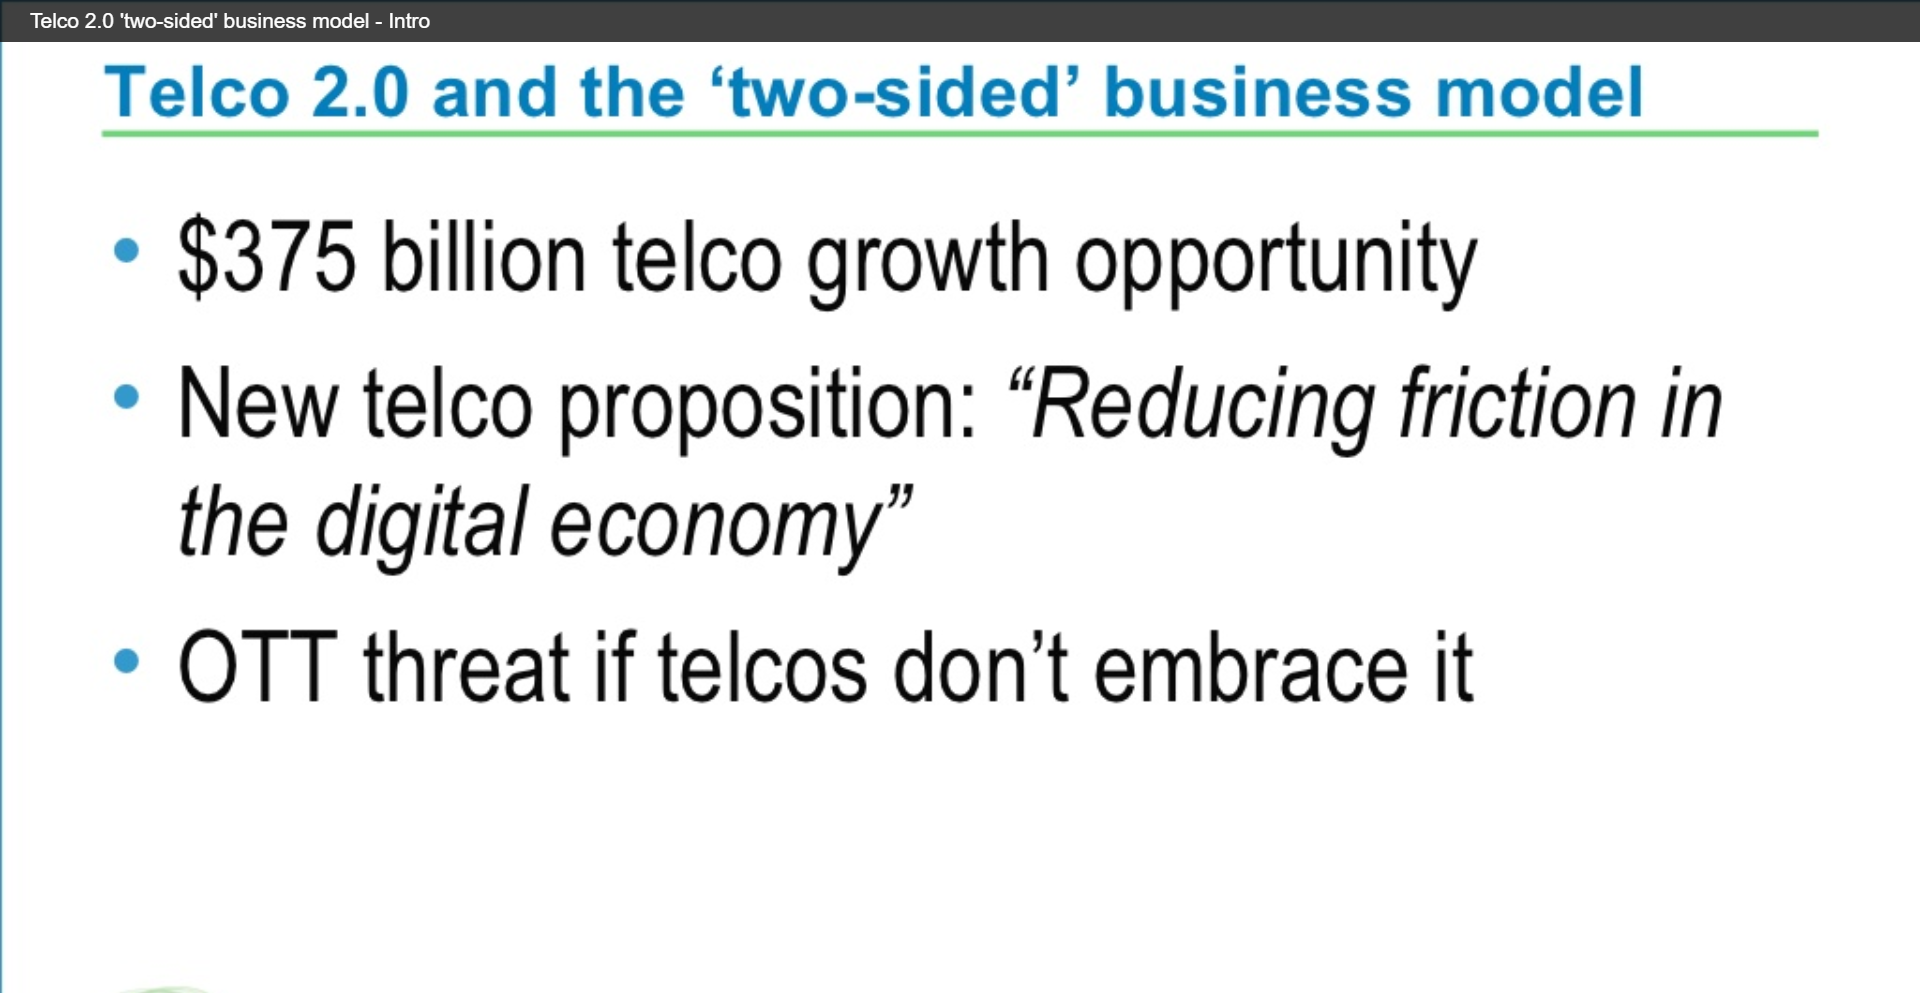 Telco 2.0 'two-sided' business model - Intro
Telco 2.0 and the ‘two-sided’ business model
• $375 billion telco growth opportunity
• New telco proposition: “Reducing friction in
the digital economy”
• OTT threat if telcos don’t embrace it